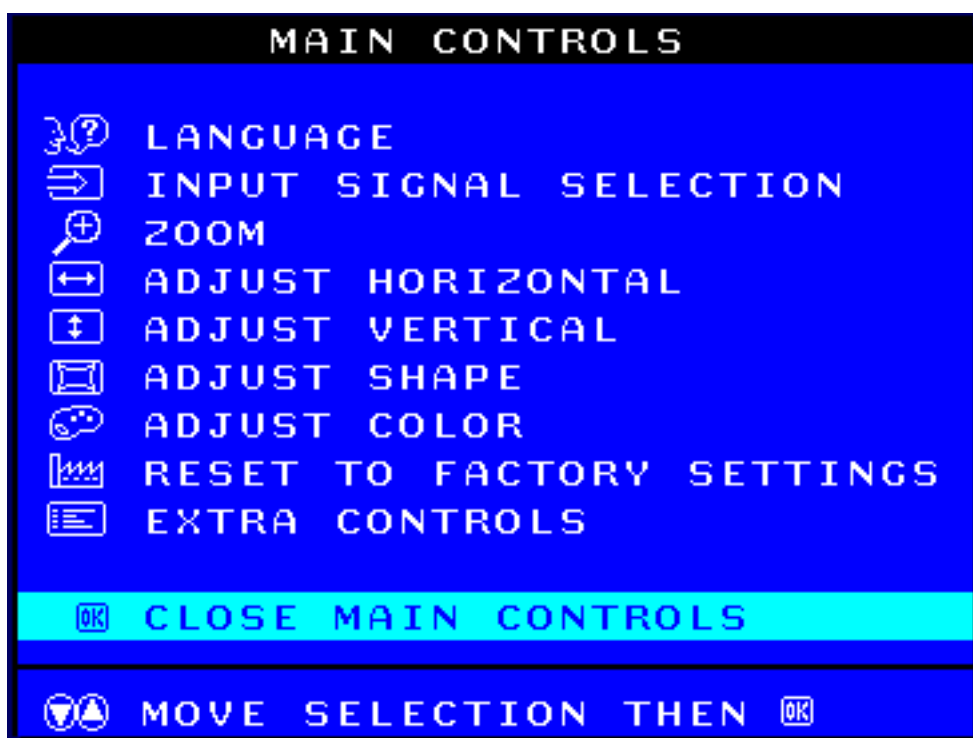 MAIN CONTROLS
? LANGUAGE
INPUT SIGNAL SELECTION
ZOOM
ADJUST HORIZONTAL
ADJUST VERTICAL
ADJUST SHAPE
ADJUST COLOR
RESET TO FACTORY SETTINGS
EXTRA CONTROLS
OK CLOSE MAIN CONTROLS
MOVE SELECTION THEN OK